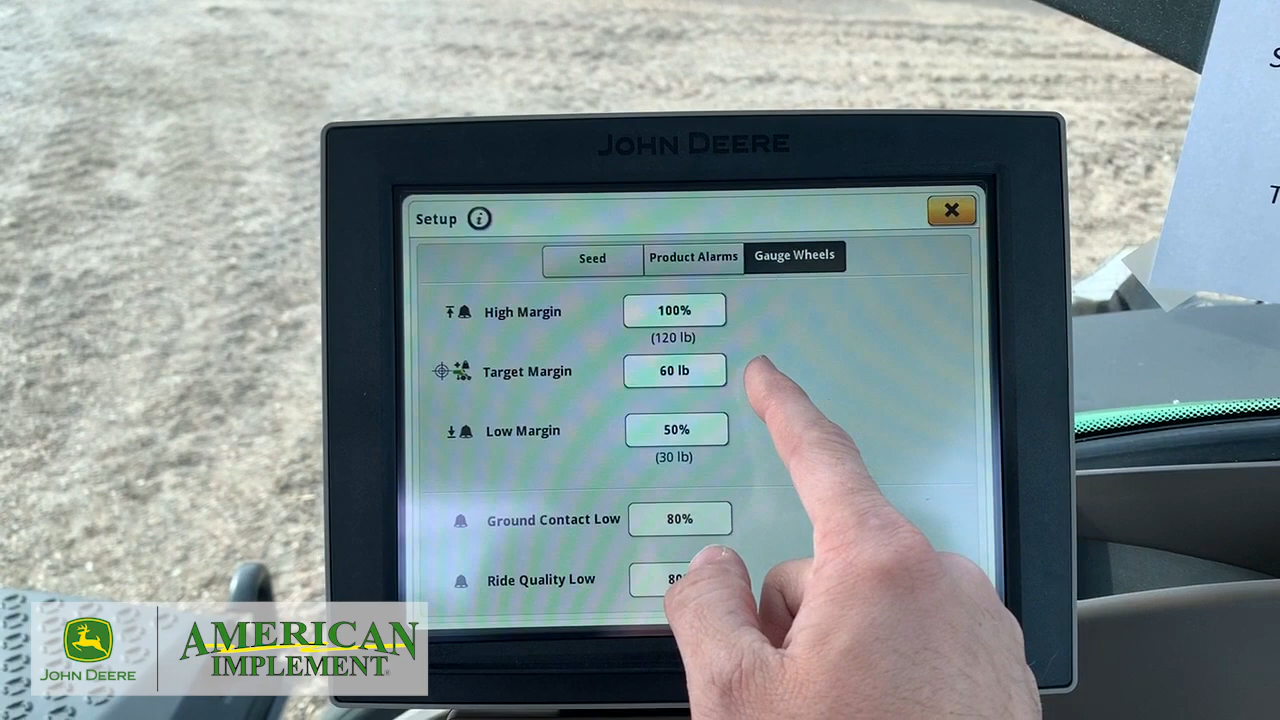 JOHN DEERE
Setup i
Seed Product Alarms Gauge Wheels
High Margin 100%
(120 lb)
Target Margin 60 lb
Low Margin 50%
(30 lb)
Ground Contact Low 80%
Ride Quality Low
JOHN DEERE
AMERICAN
IMPLEMENT